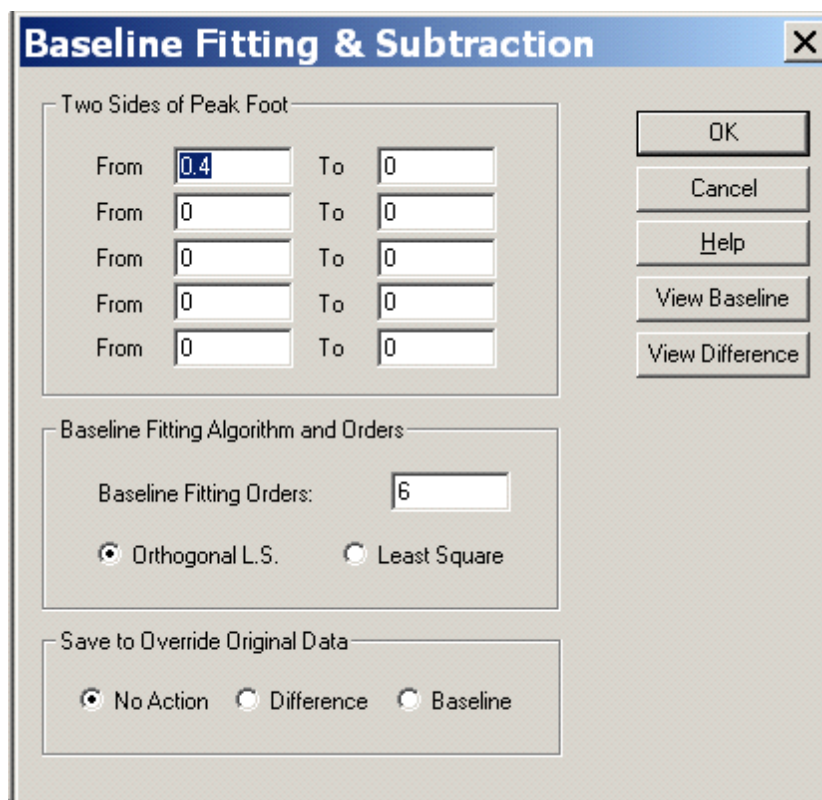 Baseline Fitting & Subtraction
Two Sides of Peak Foot
From 0.4 To 0
From 0 To 0
From 0 To 0
From 0 To 0
From 0 To 0
OK
Cancel
Help
View Baseline
View Difference
Baseline Fitting Algorithm and Orders
Baseline Fitting Orders: 6
Orthogonal L.S. Least Square
Save to Override Original Data
No Action Difference Baseline